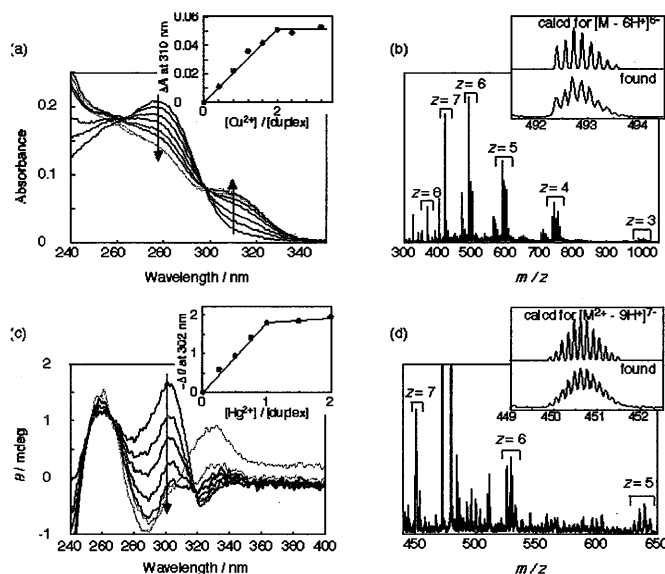 (a)
ΔA at 310 nm
0.06
0.04
0.02
0
0
2
[Cu²⁺] / [duplex]
Absorbance
0.2
0.1
0
240
260
280
300
320
340
350
Wavelength / nm
(b)
calcd for [M - 6H⁺]⁶⁻
found
492
493
494
z = 6
z = 7
z = 5
z = 4
z = 3
300
400
500
600
700
800
900
1000
m / z
(c)
-Δθ at 302 nm
2
1
0
0
1
2
[Hg²⁺] / [duplex]
θ / mdeg
2
1
0
-1
240
260
280
300
320
340
360
380
400
Wavelength / nm
(d)
calcd for [M²⁺ - 9H⁺]⁷⁻
found
449
450
451
452
z = 7
z = 6
z = 5
450
500
550
600
650
m / z